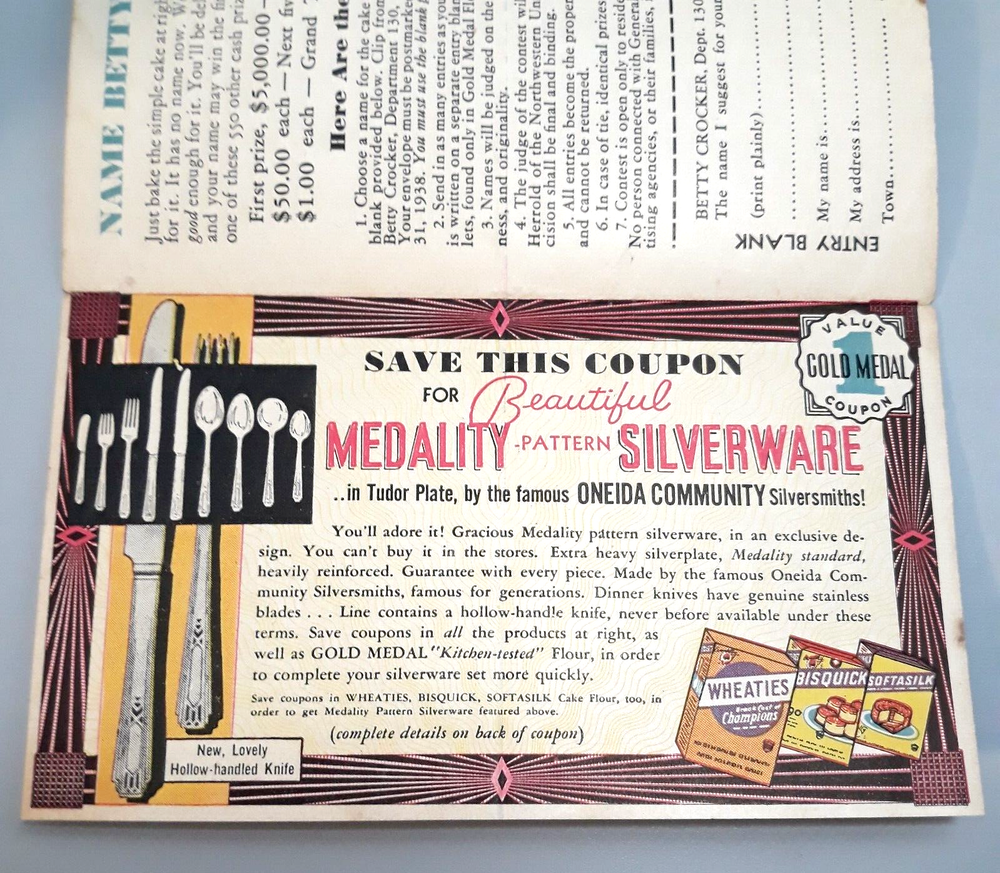 NAME BETTY
Just bake the simple cake at righ
for it. It has no name now. W
good enough for it. You'll be del
and your name may win the fi
one of these 550 other cash priz
First prize, $5,000.00 —
$50.00 each — Next fiv
$1.00 each — Grand
Here Are the
1. Choose a name for the cake
blank provided below. Clip from
Betty Crocker, Department 130,
Your envelope must be postmarked
31, 1938. You must use the blank p
2. Send in as many entries as you
is written on a separate entry blan
lets, found only in Gold Medal Fl
3. Names will be judged on the
ness, and originality.
4. The judge of the contest will
Herrold of the Northwestern Un
cision shall be final and binding.
5. All entries become the proper
and cannot be returned.
6. In case of tie, identical prizes
7. Contest is open only to reside
No person connected with Genera
tising agencies, or their families,
ENTRY BLANK
BETTY CROCKER, Dept. 130
The name I suggest for your
(print plainly)
My name is
My address is
Town
SAVE THIS COUPON
FOR Beautiful
MEDALITY-PATTERN SILVERWARE
..in Tudor Plate, by the famous ONEIDA COMMUNITY Silversmiths!
VALUE
1
GOLD MEDAL
COUPON
You'll adore it! Gracious Medality pattern silverware, in an exclusive de-
sign. You can't buy it in the stores. Extra heavy silverplate, Medality standard,
heavily reinforced. Guarantee with every piece. Made by the famous Oneida Com-
munity Silversmiths, famous for generations. Dinner knives have genuine stainless
blades . . . Line contains a hollow-handle knife, never before available under these
terms. Save coupons in all the products at right, as
well as GOLD MEDAL "Kitchen-tested" Flour, in order
to complete your silverware set more quickly.
Save coupons in WHEATIES, BISQUICK, SOFTASILK Cake Flour, too, in
order to get Medality Pattern Silverware featured above.
(complete details on back of coupon)
New, Lovely
Hollow-handled Knife
WHEATIES
Breakfast of
Champions
BISQUICK
SOFTASILK